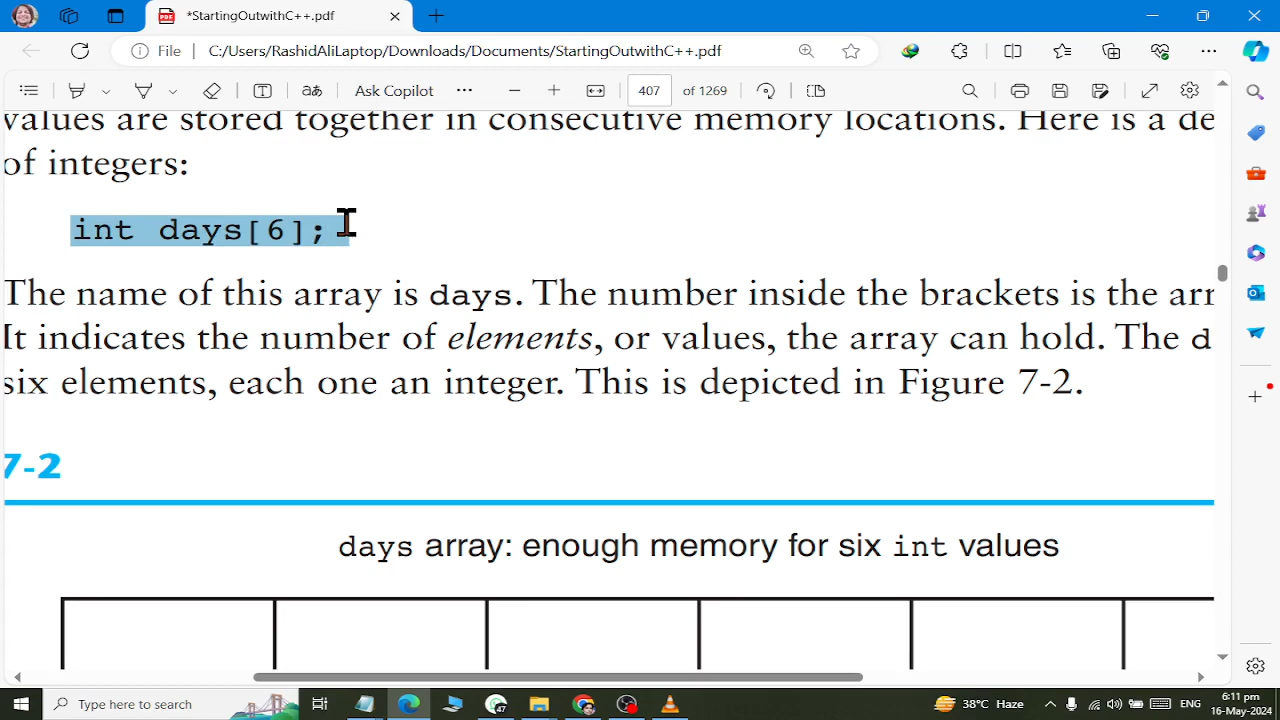 *StartingOutwithC++.pdf
File
C:/Users/RashidAliLaptop/Downloads/Documents/StartingOutwithC++.pdf
Ask Copilot
407
of 1269
values are stored together in consecutive memory locations. Here is a de
of integers:
int days[6];
The name of this array is days. The number inside the brackets is the arr
It indicates the number of elements, or values, the array can hold. The d
six elements, each one an integer. This is depicted in Figure 7-2.
7-2
days array: enough memory for six int values
Type here to search
47
38°C Haze
ENG
6:11 pm
16-May-2024